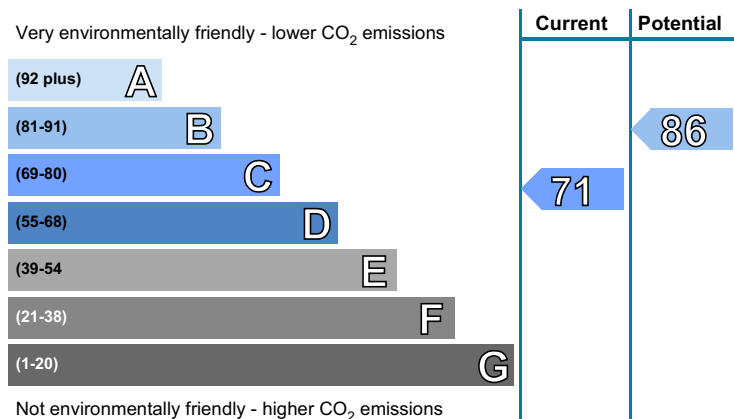 Very environmentally friendly - lower CO2 emissions
Current
Potential
(92 plus) A
(81-91) B
(69-80) C
(55-68) D
(39-54 E
(21-38) F
(1-20) G
71
86
Not environmentally friendly - higher CO2 emissions